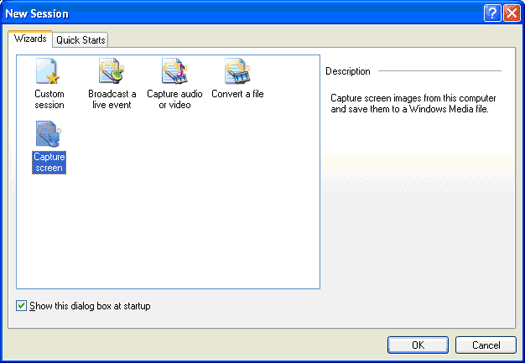 New Session
Wizards Quick Starts
Custom session
Broadcast a live event
Capture audio or video
Convert a file
Capture screen
Description
Capture screen images from this computer
and save them to a Windows Media file.
Show this dialog box at startup
OK Cancel